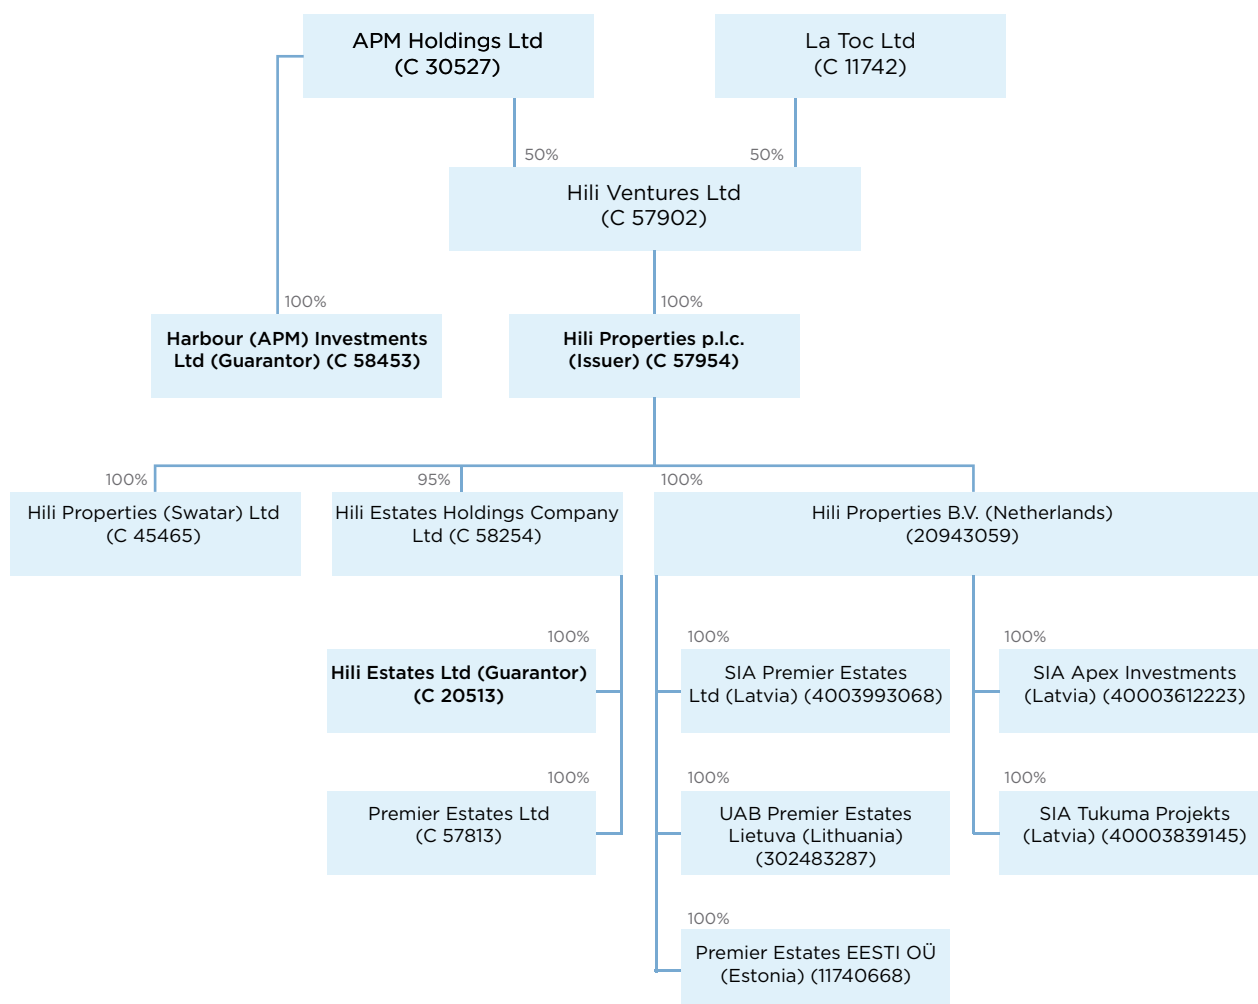 APM Holdings Ltd
(C 30527)
La Toc Ltd
(C 11742)
50%
50%
Hili Ventures Ltd
(C 57902)
100%
100%
Harbour (APM) Investments
Ltd (Guarantor) (C 58453)
Hili Properties p.l.c.
(Issuer) (C 57954)
100%
95%
100%
Hili Properties (Swatar) Ltd
(C 45465)
Hili Estates Holdings Company
Ltd (C 58254)
Hili Properties B.V. (Netherlands)
(20943059)
100%
100%
100%
Hili Estates Ltd (Guarantor)
(C 20513)
SIA Premier Estates
Ltd (Latvia) (4003993068)
SIA Apex Investments
(Latvia) (40003612223)
100%
100%
100%
Premier Estates Ltd
(C 57813)
UAB Premier Estates
Lietuva (Lithuania)
(302483287)
SIA Tukuma Projekts
(Latvia) (40003839145)
100%
Premier Estates EESTI OÜ
(Estonia) (11740668)